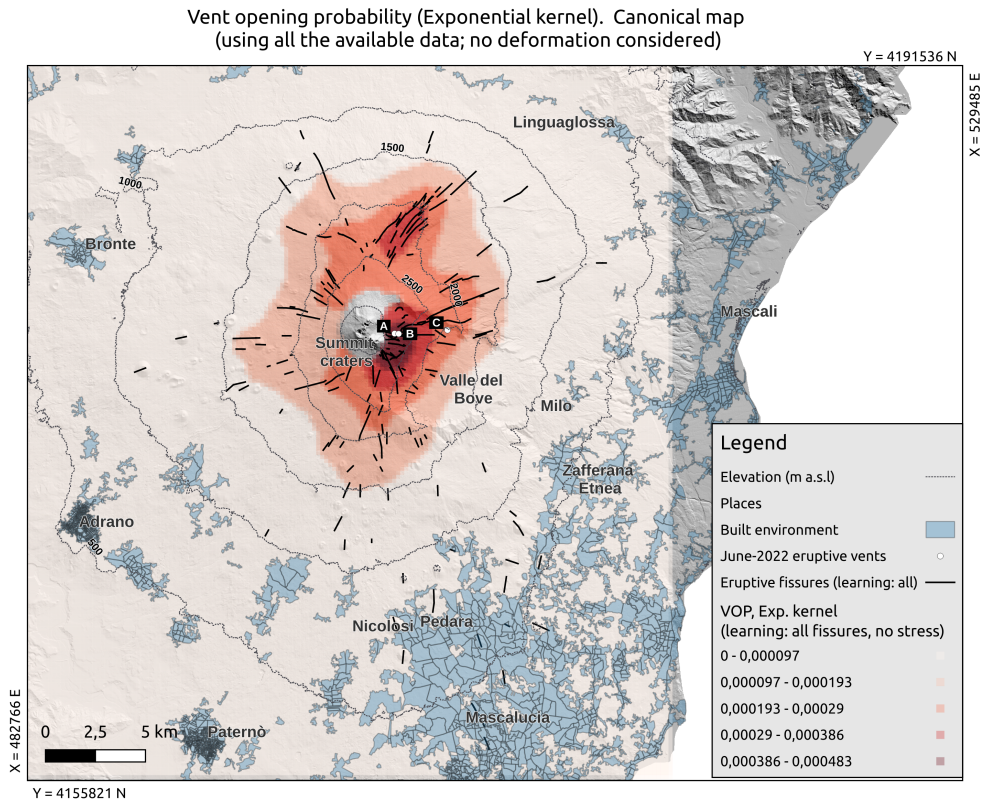 Vent opening probability (Exponential kernel).  Canonical map
(using all the available data; no deformation considered)
Y = 4191536 N
X = 529485 E
Linguaglossa
1500
1000
Bronte
2500
2000
Mascali
A
B
C
Summit
craters
Valle del
Bove
Milo
Zafferana
Etnea
Adrano
500
Nicolosi
Pedara
Mascalucia
Paternò
0
2,5
5 km
X = 482766 E
Y = 4155821 N
Legend
Elevation (m a.s.l)
Places
Built environment
June-2022 eruptive vents
Eruptive fissures (learning: all)
VOP, Exp. kernel
(learning: all fissures, no stress)
0 - 0,000097
0,000097 - 0,000193
0,000193 - 0,00029
0,00029 - 0,000386
0,000386 - 0,000483